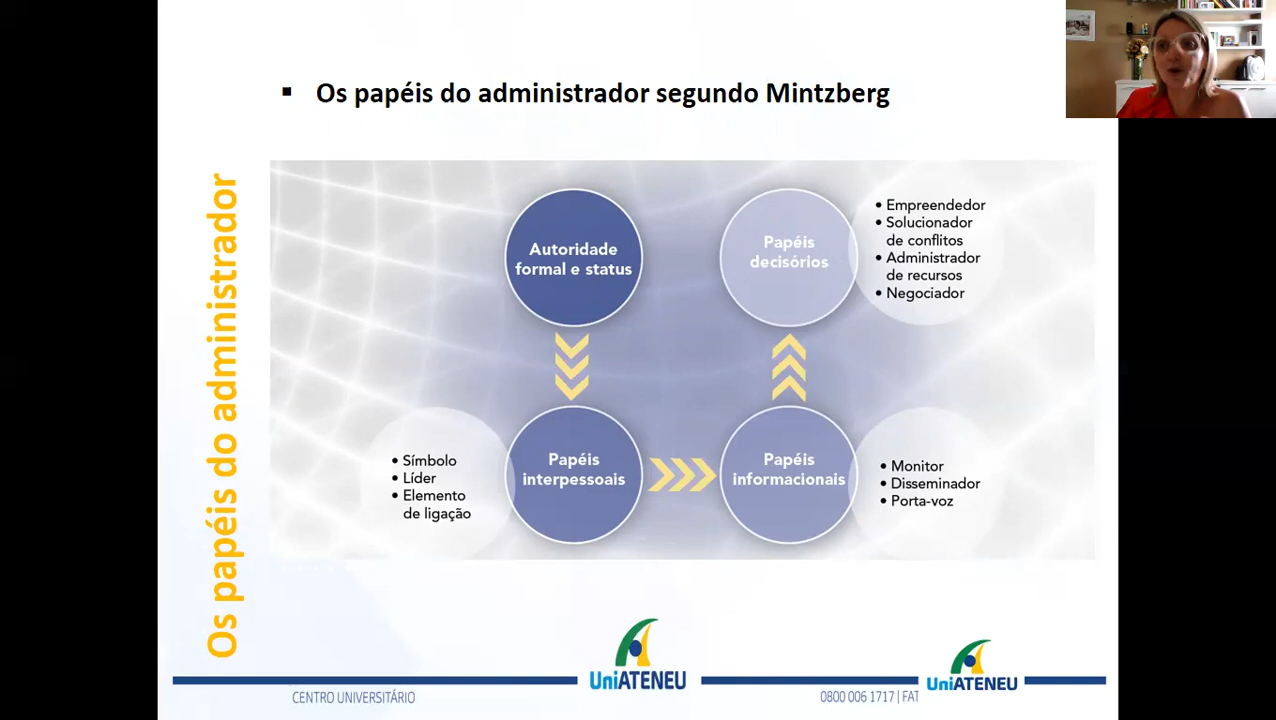 ▪ Os papéis do administrador segundo Mintzberg
Os papéis do administrador
Autoridade
formal e status
Papéis
decisórios
• Empreendedor
• Solucionador
de conflitos
• Administrador
de recursos
• Negociador
• Símbolo
• Líder
• Elemento
de ligação
Papéis
interpessoais
Papéis
informacionais
• Monitor
• Disseminador
• Porta-voz
UniATENEU
UniATENEU
CENTRO UNIVERSITÁRIO
0800 006 1717 | FAT